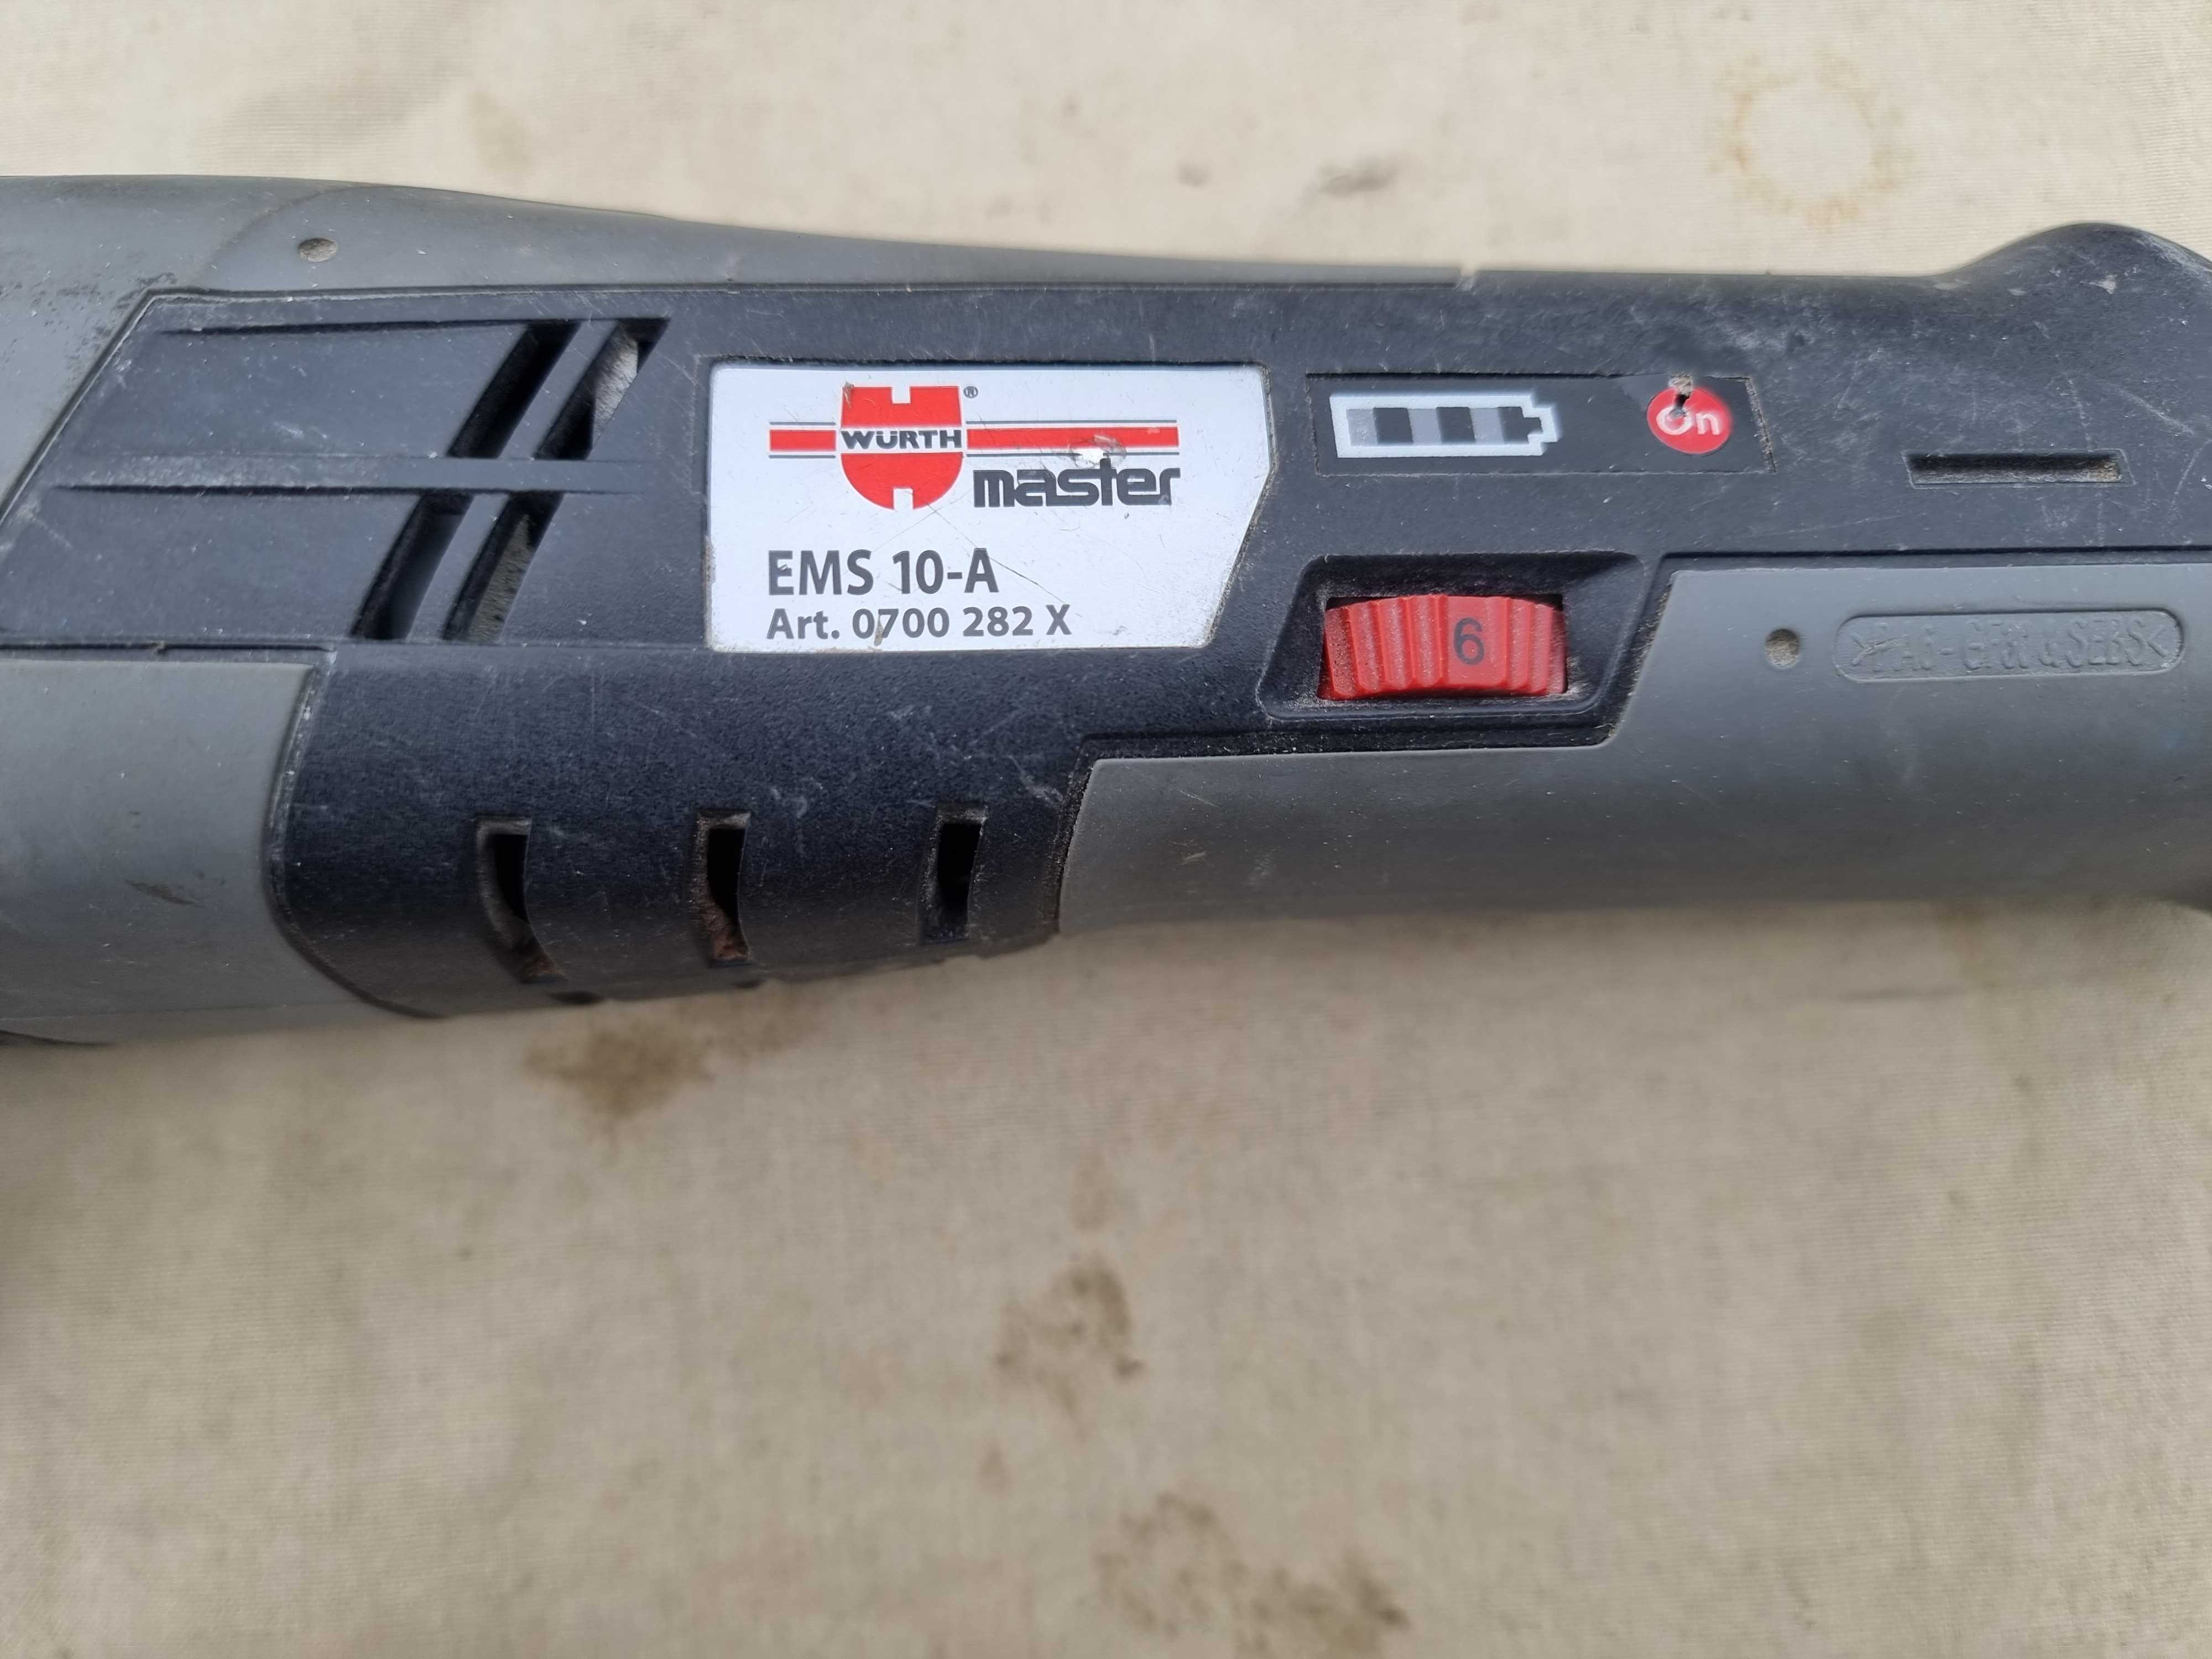 WÜRTH®
master
EMS 10-A
Art. 0700 282 X
On
6